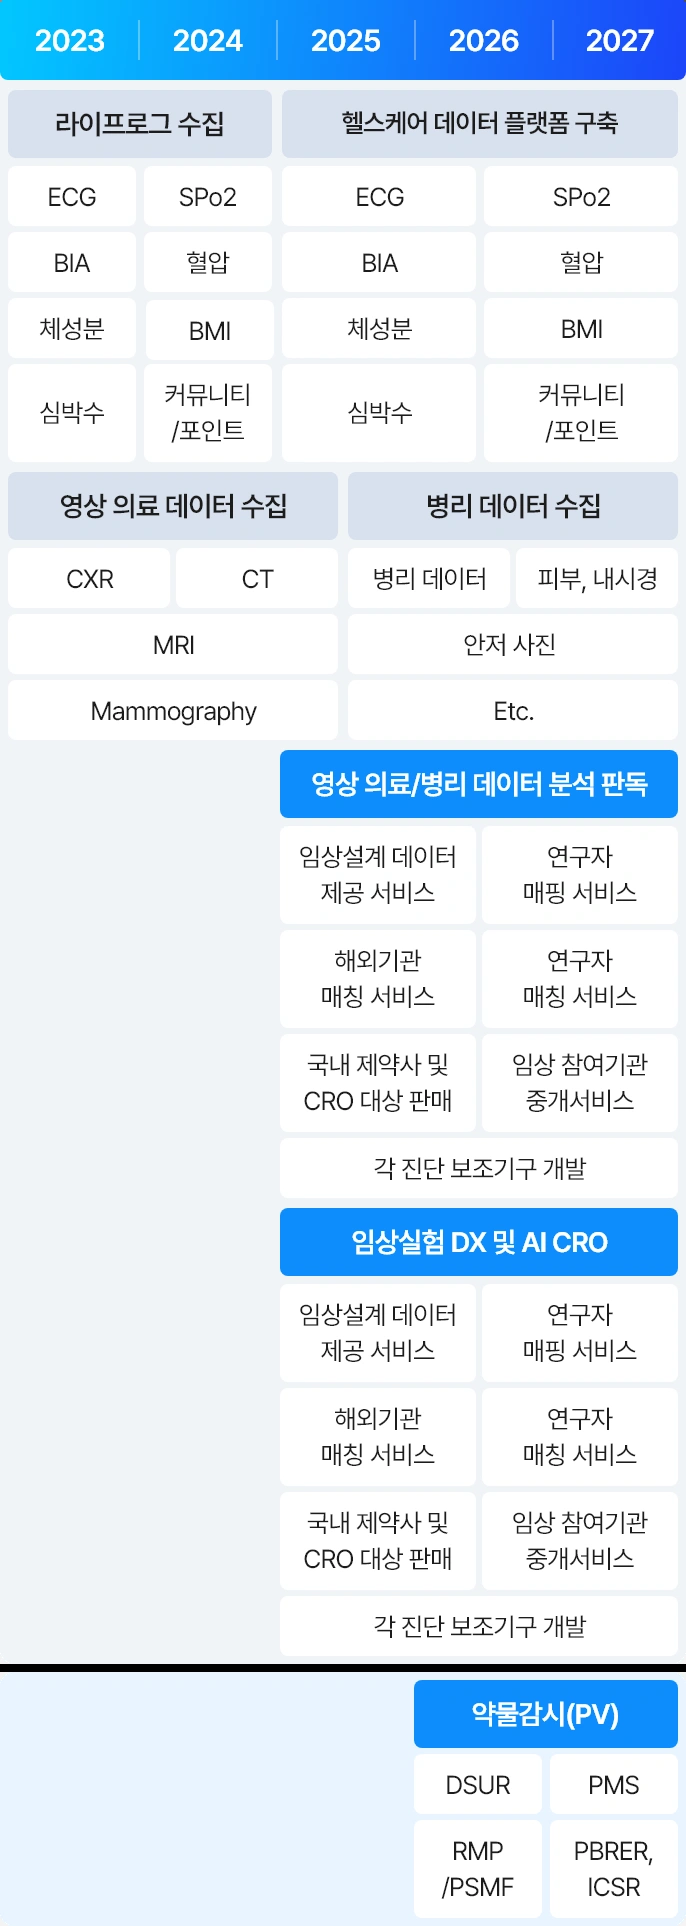 2023 2024 2025 2026 2027
라이프로그 수집 헬스케어 데이터 플랫폼 구축
ECG SPo2 ECG SPo2
BIA 혈압 BIA 혈압
체성분 BMI 체성분 BMI
심박수 커뮤니티 /포인트 심박수 커뮤니티 /포인트
영상 의료 데이터 수집 병리 데이터 수집
CXR CT 병리 데이터 피부, 내시경
MRI 안저 사진
Mammography Etc.
영상 의료/병리 데이터 분석 판독
임상설계 데이터 연구자
제공 서비스 매핑 서비스
해외기관 연구자
매칭 서비스 매칭 서비스
국내 제약사 및 임상 참여기관
CRO 대상 판매 중개서비스
각 진단 보조기구 개발
임상실험 DX 및 AI CRO
임상설계 데이터 연구자
제공 서비스 매핑 서비스
해외기관 연구자
매칭 서비스 매칭 서비스
국내 제약사 및 임상 참여기관
CRO 대상 판매 중개서비스
각 진단 보조기구 개발
약물감시(PV)
DSUR PMS
RMP PBRER,
/PSMF ICSR